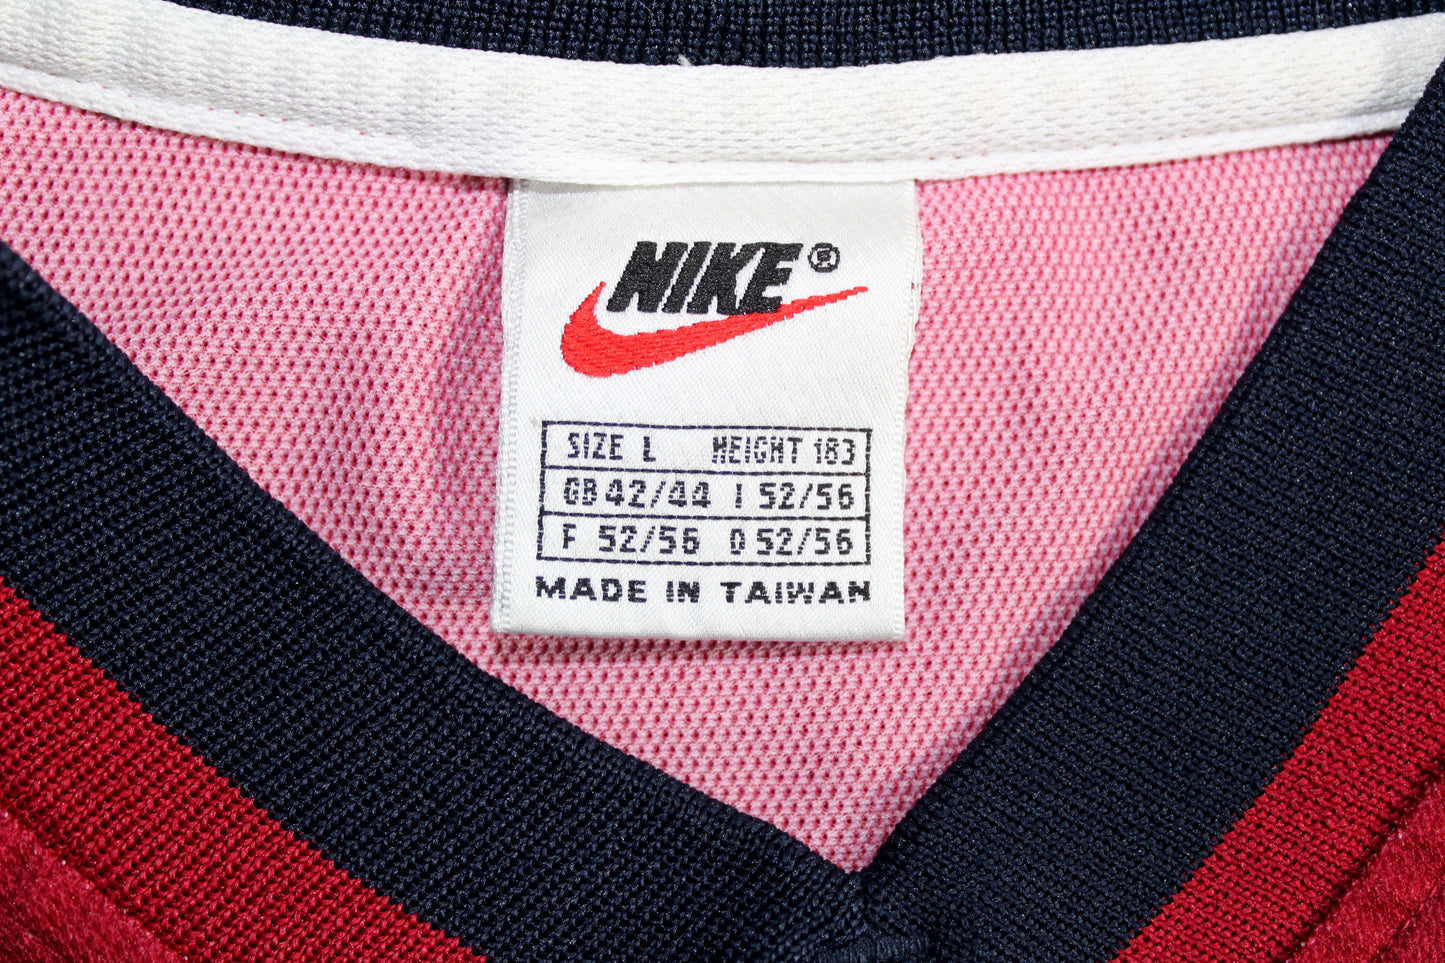 NIKE®
SIZE L HEIGHT 183
GB 42/44 I 52/56
F 52/56 D 52/56
MADE IN TAIWAN